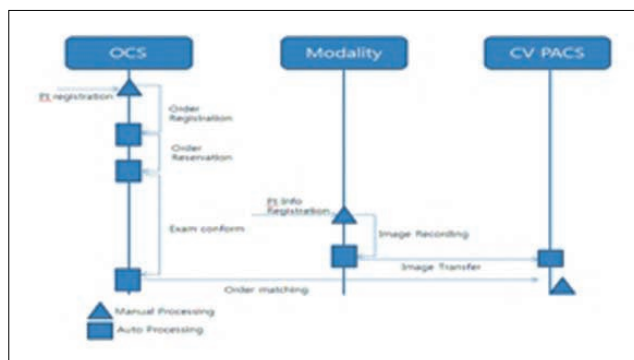 OCS
Modality
CV PACS
Pt registration
Order
Registration
Order
Reservation
Pt Info
Registration
Exam conform
Image Recording
Image Transfer
Order matching
Manual Processing
Auto Processing